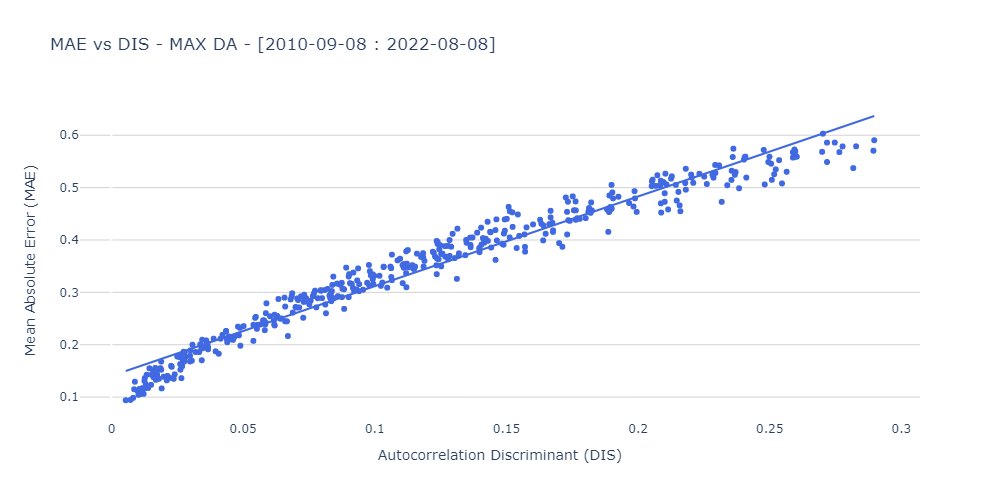 MAE vs DIS - MAX DA - [2010-09-08 : 2022-08-08]
Mean Absolute Error (MAE)
0.6
0.5
0.4
0.3
0.2
0.1
0 0.05 0.1 0.15 0.2 0.25 0.3
Autocorrelation Discriminant (DIS)